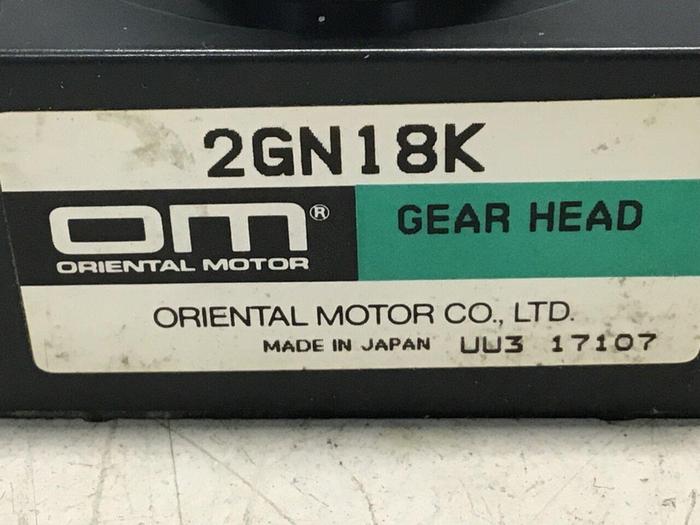 2GN18K
om®
ORIENTAL MOTOR
GEAR HEAD
ORIENTAL MOTOR CO., LTD.
MADE IN JAPAN UU3 17107